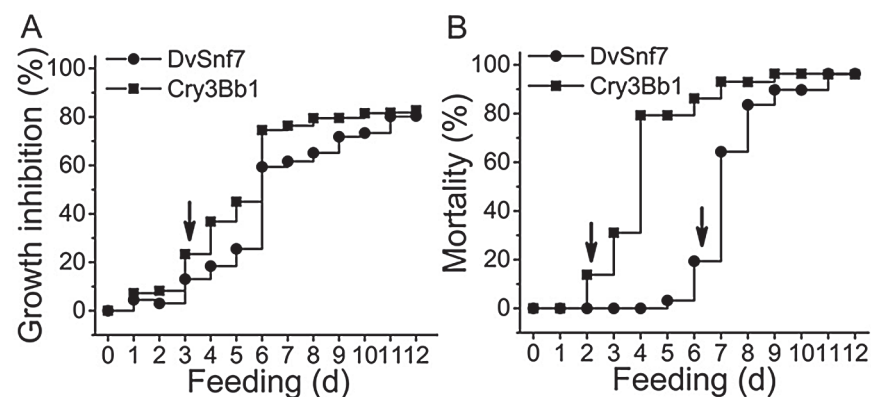 A
DvSnf7
Cry3Bb1
Growth inhibition (%)
100
80
60
40
20
0
0 1 2 3 4 5 6 7 8 9 10 11 12
Feeding (d)
B
DvSnf7
Cry3Bb1
Mortality (%)
100
80
60
40
20
0
0 1 2 3 4 5 6 7 8 9 10 11 12
Feeding (d)